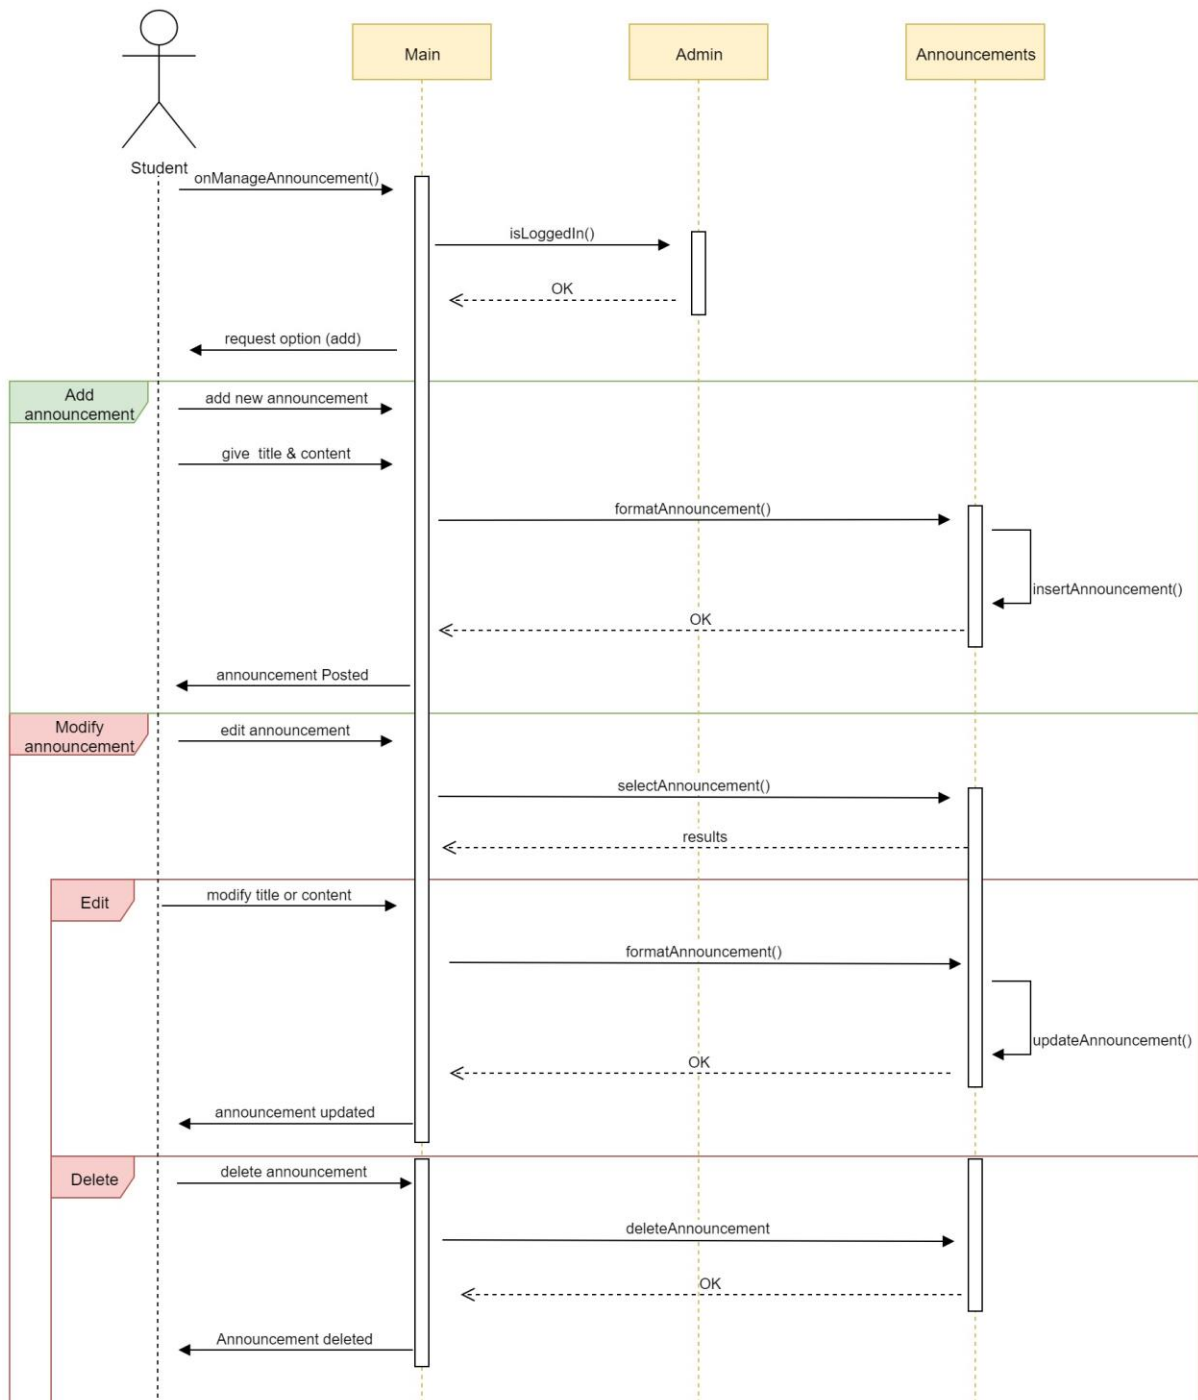 Main
Admin
Announcements
Student
onManageAnnouncement()
isLoggedIn()
OK
request option (add)
Add
announcement
add new announcement
give title & content
formatAnnouncement()
insertAnnouncement()
OK
announcement Posted
Modify
announcement
edit announcement
selectAnnouncement()
results
Edit
modify title or content
formatAnnouncement()
updateAnnouncement()
OK
announcement updated
Delete
delete announcement
deleteAnnouncement
OK
Announcement deleted